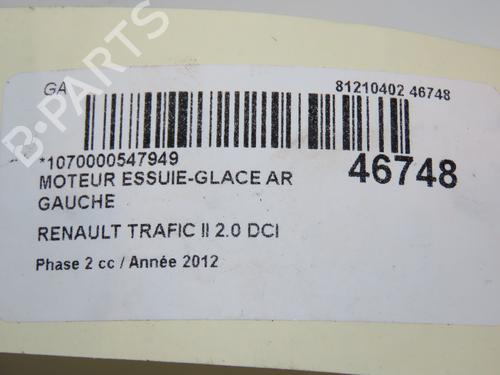 B-PARTS
GA
81210402 46748
*1070000547949
46748
MOTEUR ESSUIE-GLACE AR
GAUCHE
RENAULT TRAFIC II 2.0 DCI
Phase 2 cc / Année 2012